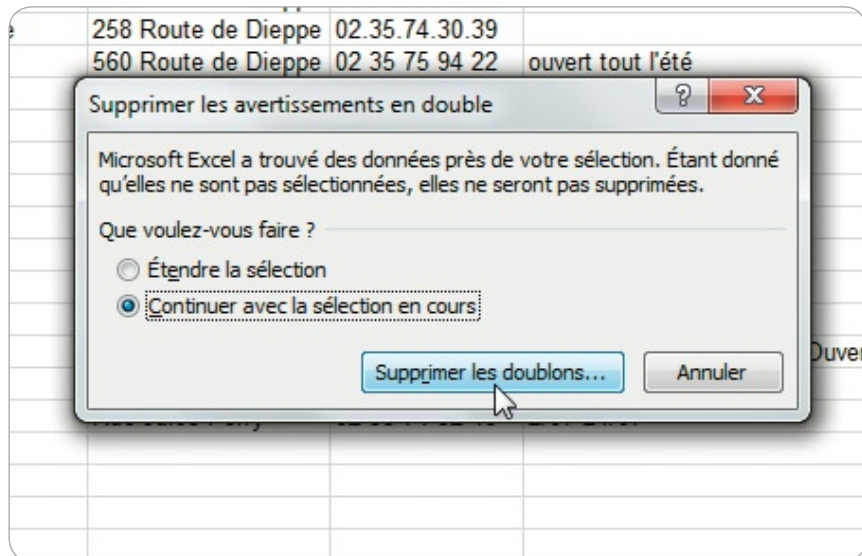 258 Route de Dieppe 02.35.74.30.39
560 Route de Dieppe 02 35 75 94 22 ouvert tout l'été
Supprimer les avertissements en double
?
Microsoft Excel a trouvé des données près de votre sélection. Étant donné
qu'elles ne sont pas sélectionnées, elles ne seront pas supprimées.
Que voulez-vous faire ?
Étendre la sélection
Continuer avec la sélection en cours
Supprimer les doublons... Annuler